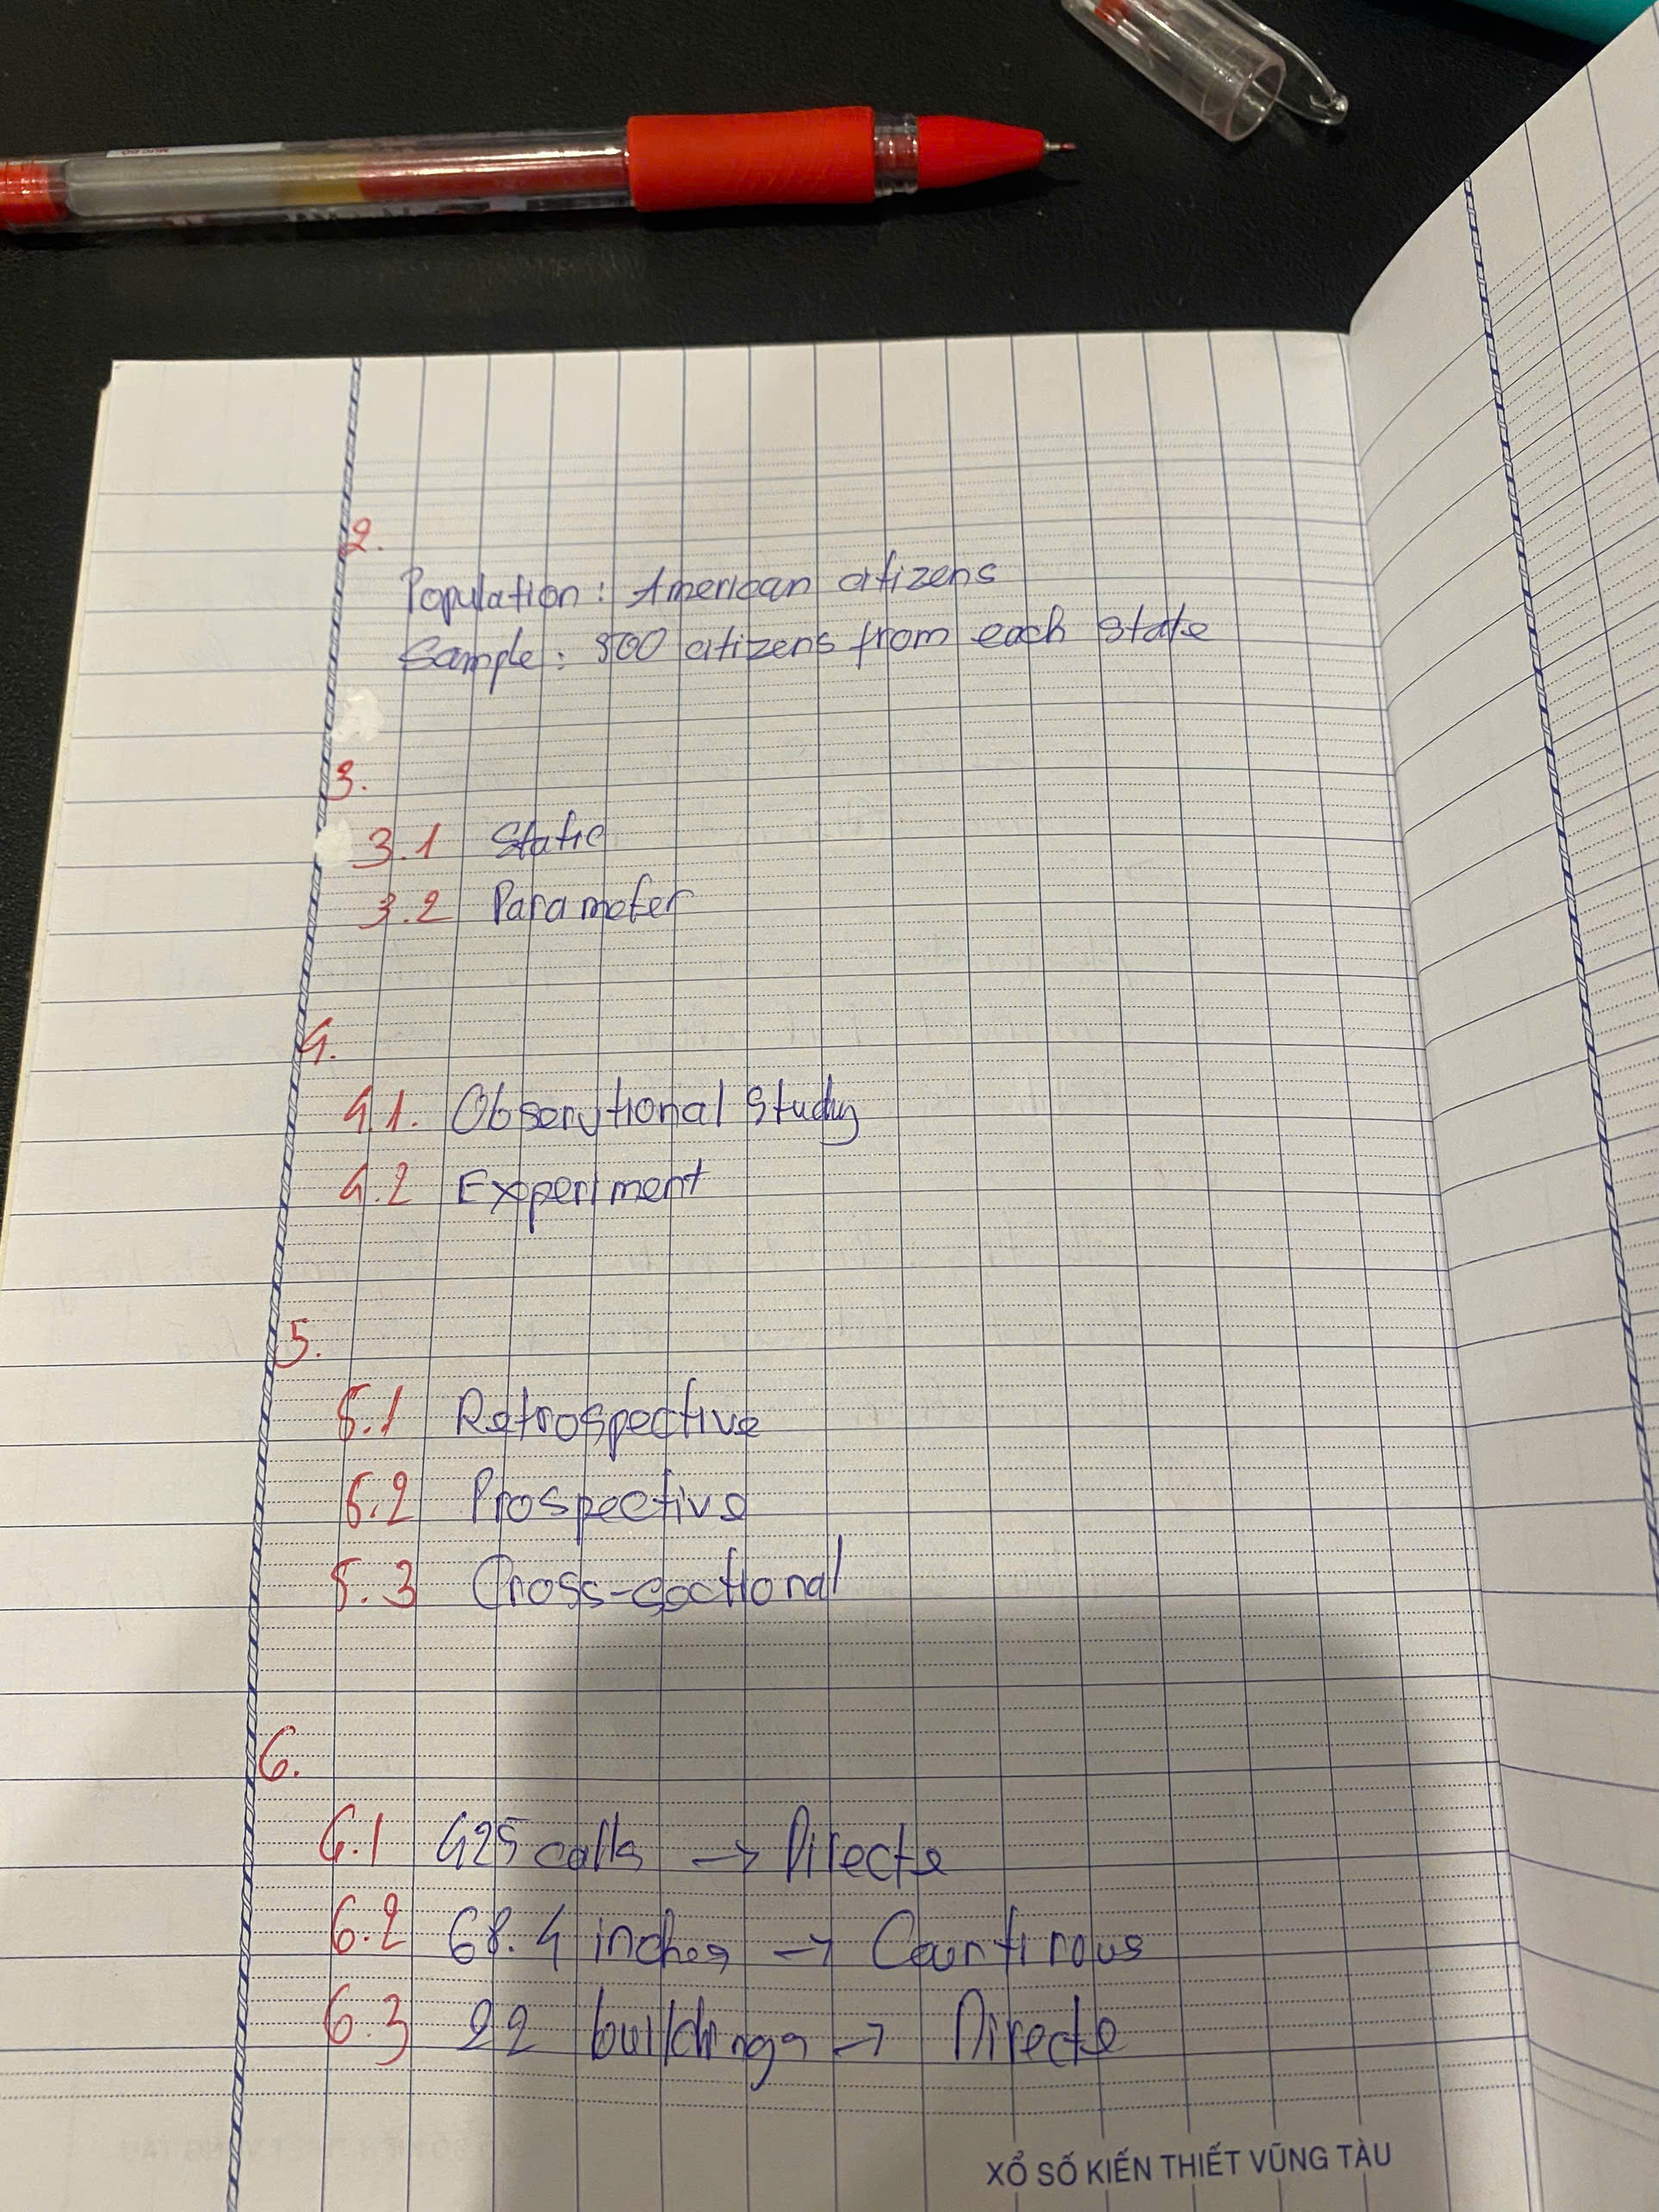 2.
Population: American citizens
Sample: 500 citizens from each state
3.
3.1 Static
3.2 Parameter
4.
4.1. Observtional study
4.2 Experiment
5.
5.1 Retrospective
5.2 Prospective
5.3 Cross-sectional
6.
6.1 425 calls → Directe
6.2 68.4 inches → Countinous
6.3 22 buildings → Directe
XỔ SỐ KIẾN THIẾT VŨNG TÀU